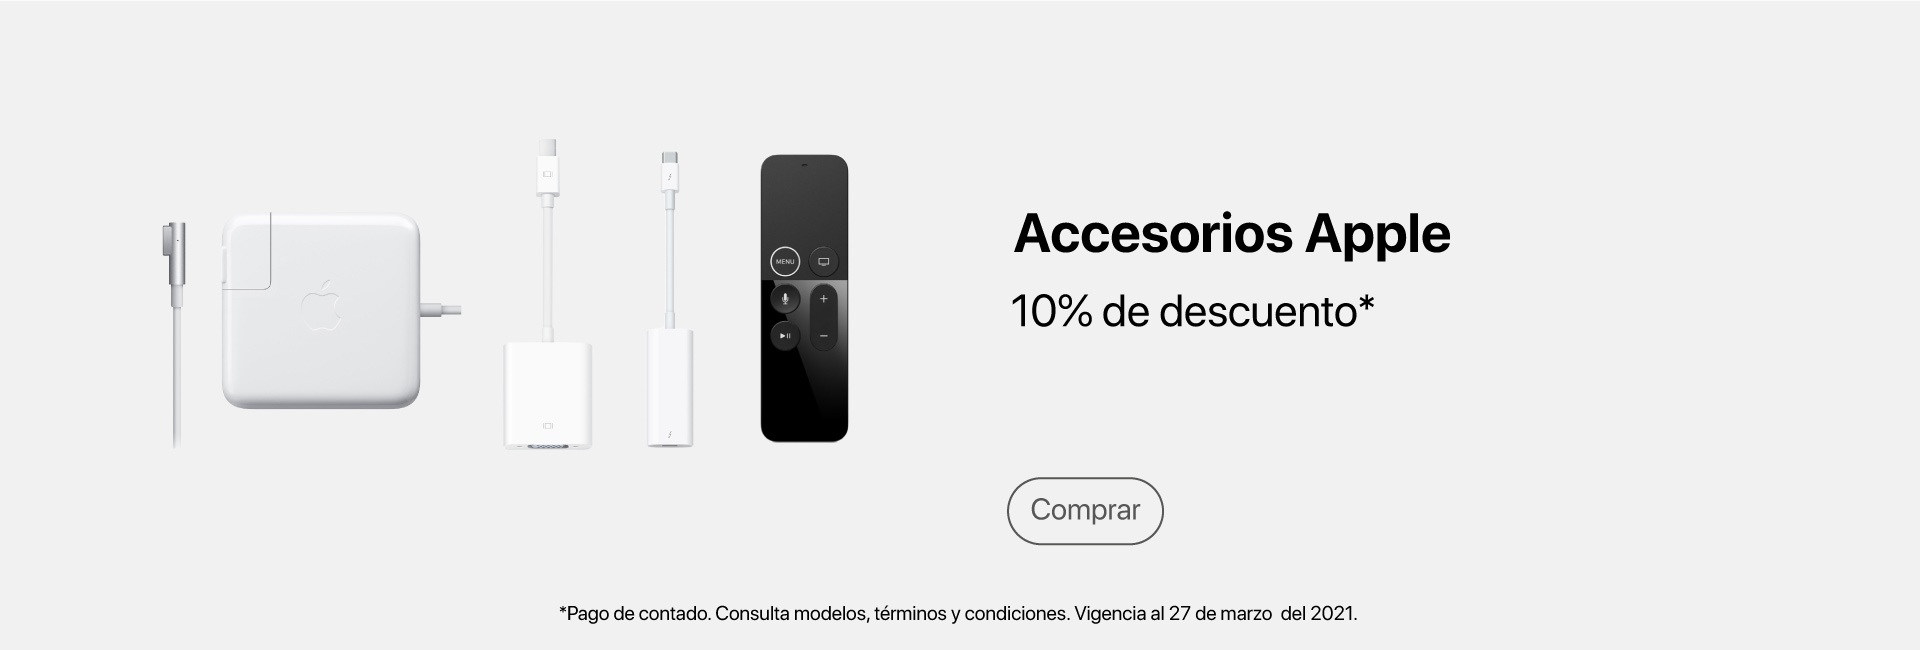 MENU
Accesorios Apple
10% de descuento*
Comprar
*Pago de contado. Consulta modelos, términos y condiciones. Vigencia al 27 de marzo  del 2021.